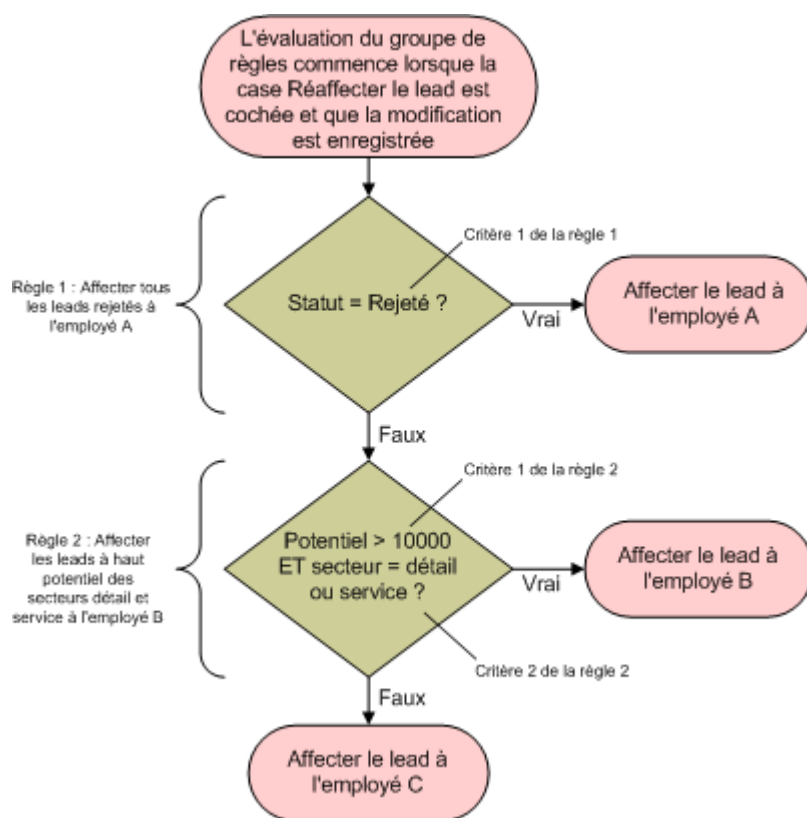 L'évaluation du groupe de
règles commence lorsque la
case Réaffecter le lead est
cochée et que la modification
est enregistrée
Critère 1 de la règle 1
Règle 1 : Affecter tous
les leads rejetés à
l'employé A
Statut = Rejeté ?
Vrai
Affecter le lead à
l'employé A
Faux
Critère 1 de la règle 2
Règle 2 : Affecter
les leads à haut
potentiel des
secteurs détail et
service à l'employé B
Potentiel > 10000
ET secteur = détail
ou service ?
Vrai
Affecter le lead à
l'employé B
Critère 2 de la règle 2
Faux
Affecter le lead à
l'employé C